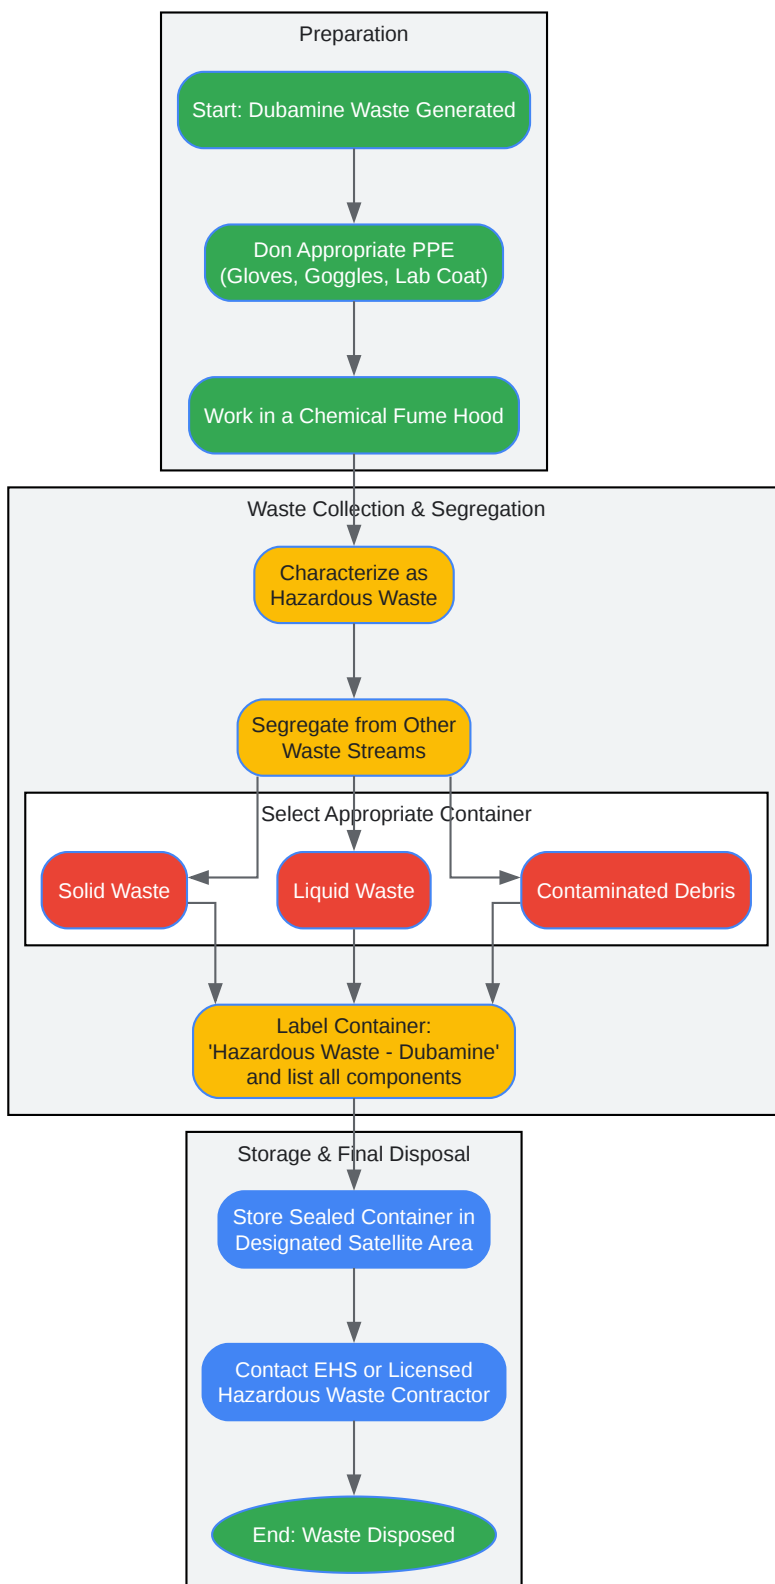 Preparation
Start: Dubamine Waste Generated
Don Appropriate PPE
(Gloves, Goggles, Lab Coat)
Work in a Chemical Fume Hood
Waste Collection & Segregation
Characterize as
Hazardous Waste
Segregate from Other
Waste Streams
Select Appropriate Container
Solid Waste
Liquid Waste
Contaminated Debris
Label Container:
'Hazardous Waste - Dubamine'
and list all components
Storage & Final Disposal
Store Sealed Container in
Designated Satellite Area
Contact EHS or Licensed
Hazardous Waste Contractor
End: Waste Disposed